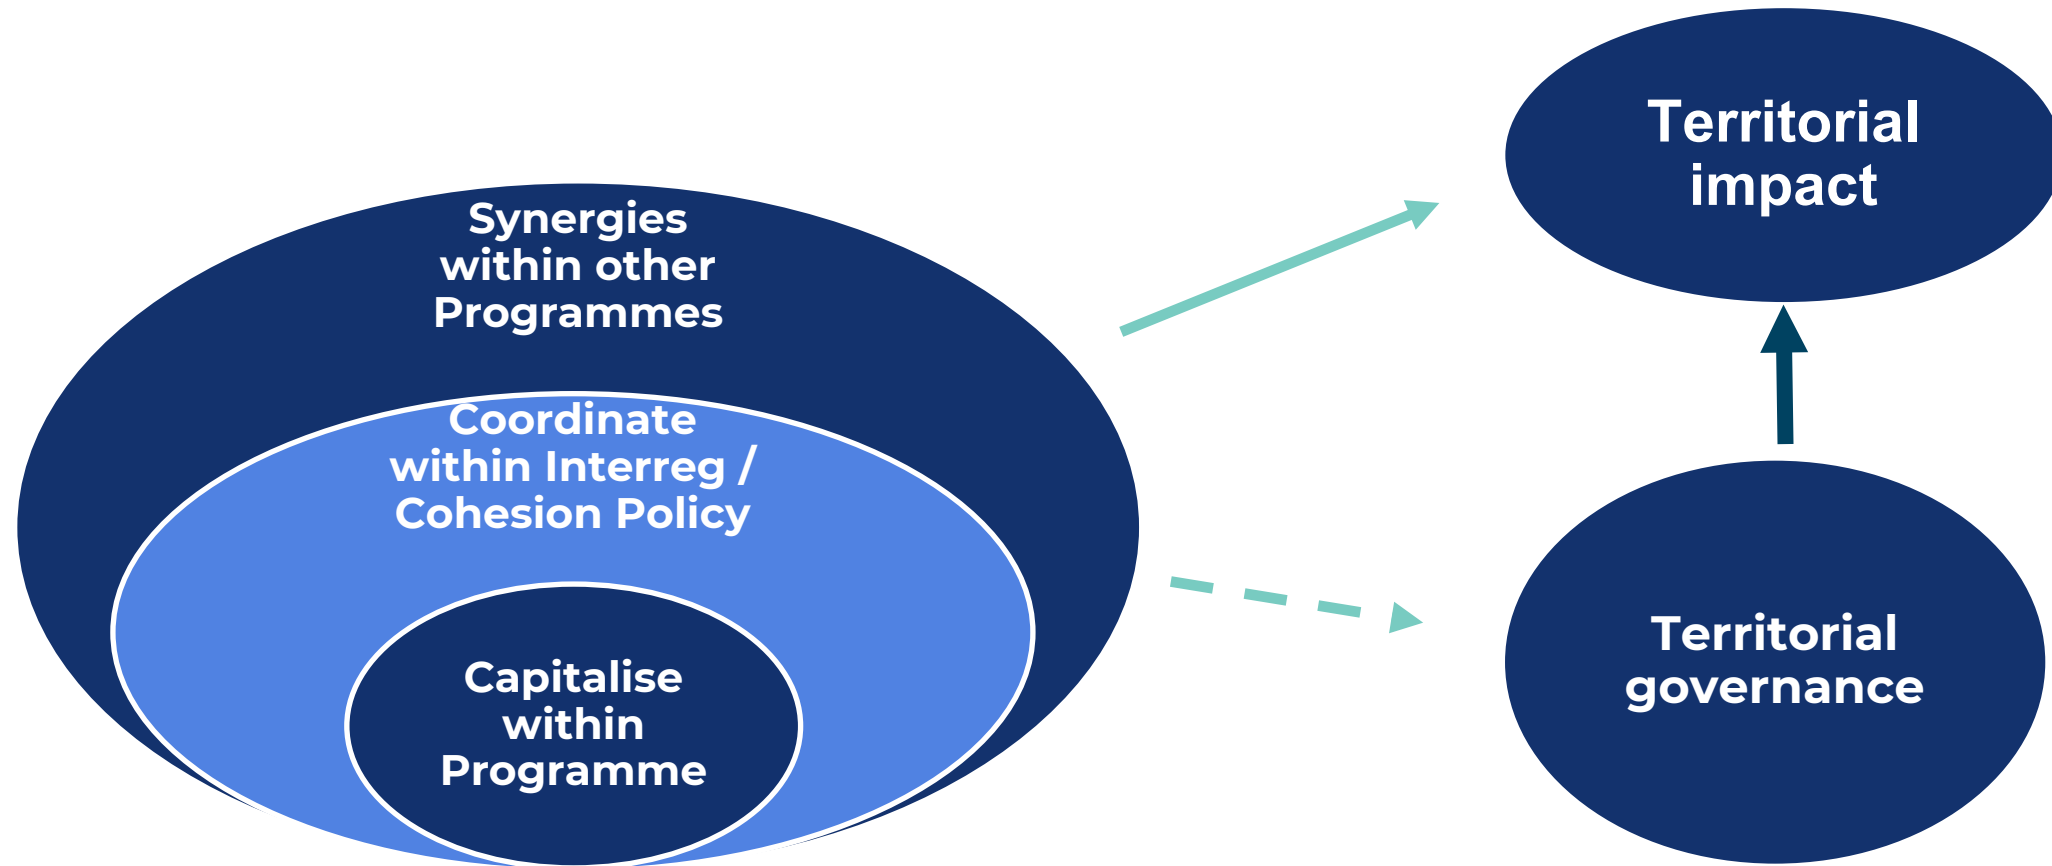 Synergies
within other
Programmes
Coordinate
within Interreg /
Cohesion Policy
Capitalise
within
Programme
Territorial
impact
Territorial
governance